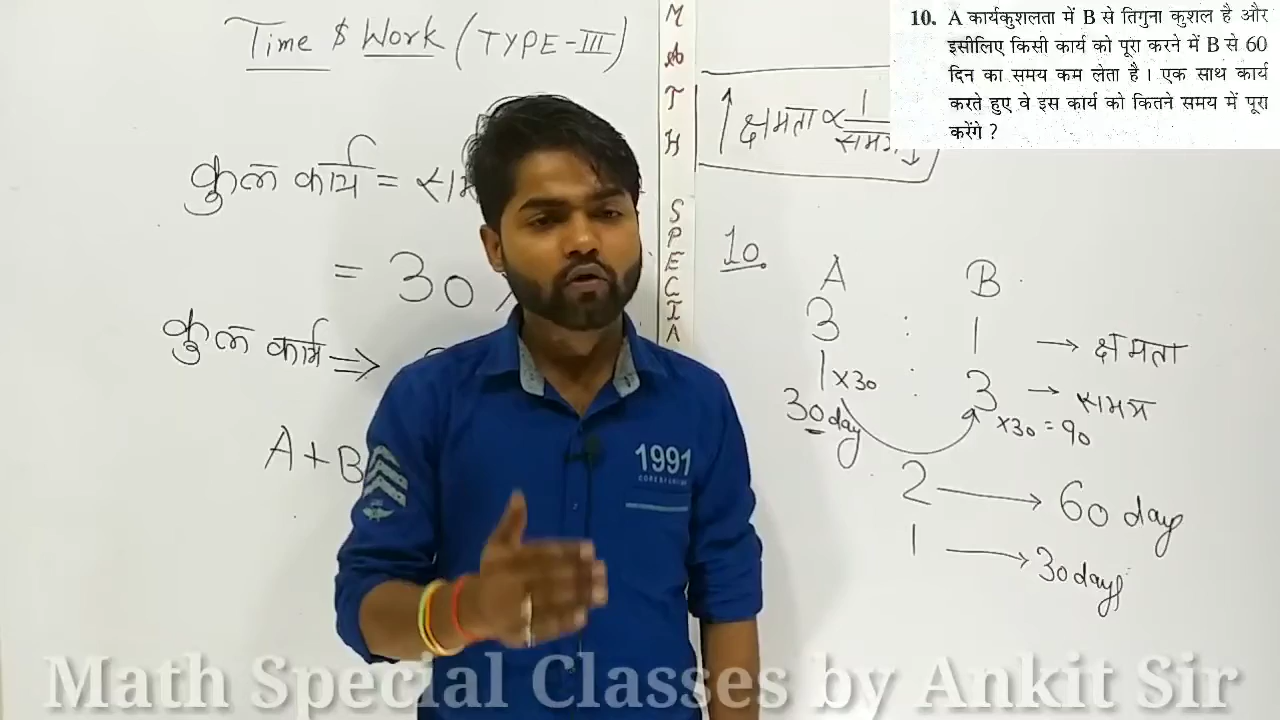 Time & Work (TYPE-III)
कुल कार्य =
= 30
कुल कार्य ⇒
A+B
MATH SPECIA
10. A कार्यकुशलता में B से तिगुना कुशल है और
इसीलिए किसी कार्य को पूरा करने में B से 60
दिन का समय कम लेता है। एक साथ कार्य
करते हुए वे इस कार्य को कितने समय में पूरा
करेंगे ?
↑ क्षमता ∝ 1/समय ↓
10.
A B
3 : 1 → क्षमता
1×30 : 3 → समय
30 day ×30 = 90
2 → 60 day
1 → 30 days
1991
Math Special Classes by Ankit Sir